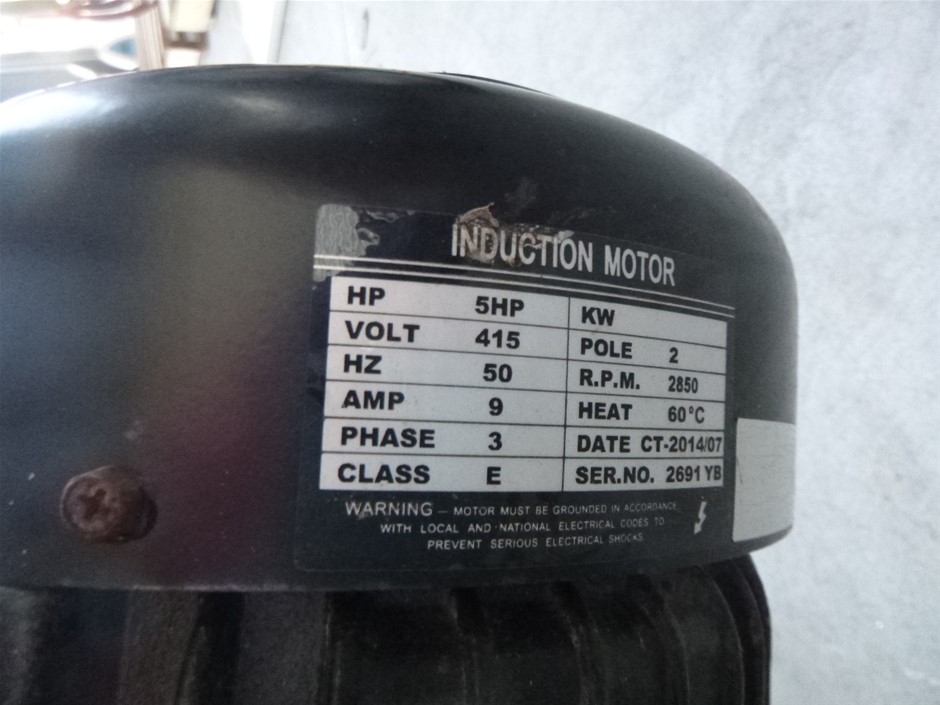 INDUCTION MOTOR
HP 5HP KW
VOLT 415 POLE 2
HZ 50 R.P.M. 2850
AMP 9 HEAT 60°C
PHASE 3 DATE CT-2014/07
CLASS E SER.NO. 2691 YB
WARNING – MOTOR MUST BE GROUNDED IN ACCORDANCE
WITH LOCAL AND NATIONAL ELECTRICAL CODES TO
PREVENT SERIOUS ELECTRICAL SHOCKS